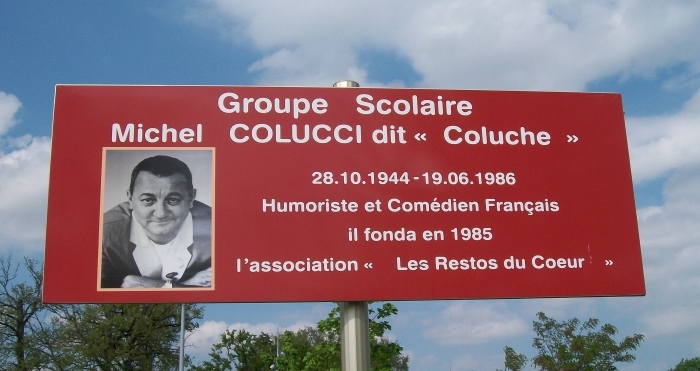 Groupe Scolaire
Michel COLUCCI dit « Coluche »
28.10.1944 - 19.06.1986
Humoriste et Comédien Français
il fonda en 1985
l'association « Les Restos du Coeur »